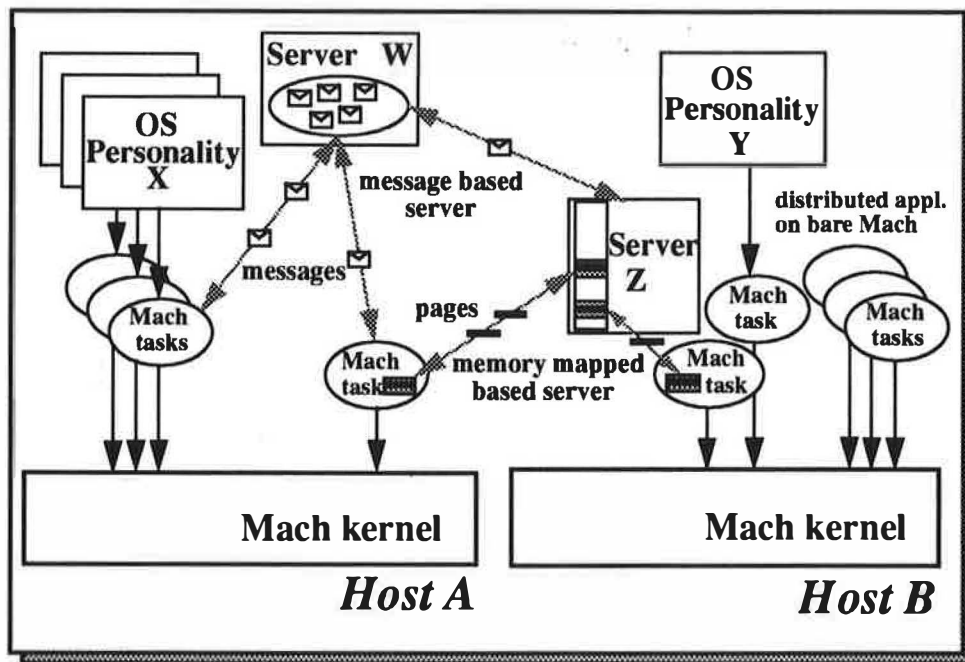 Server W
OS
Personality
X
OS
Personality
Y
message based
server
distributed appl.
on bare Mach
messages
Server
Z
Mach
tasks
pages
Mach
task
Mach
tasks
Mach
task
memory mapped
based server
Mach
task
Mach kernel
Mach kernel
Host A
Host B